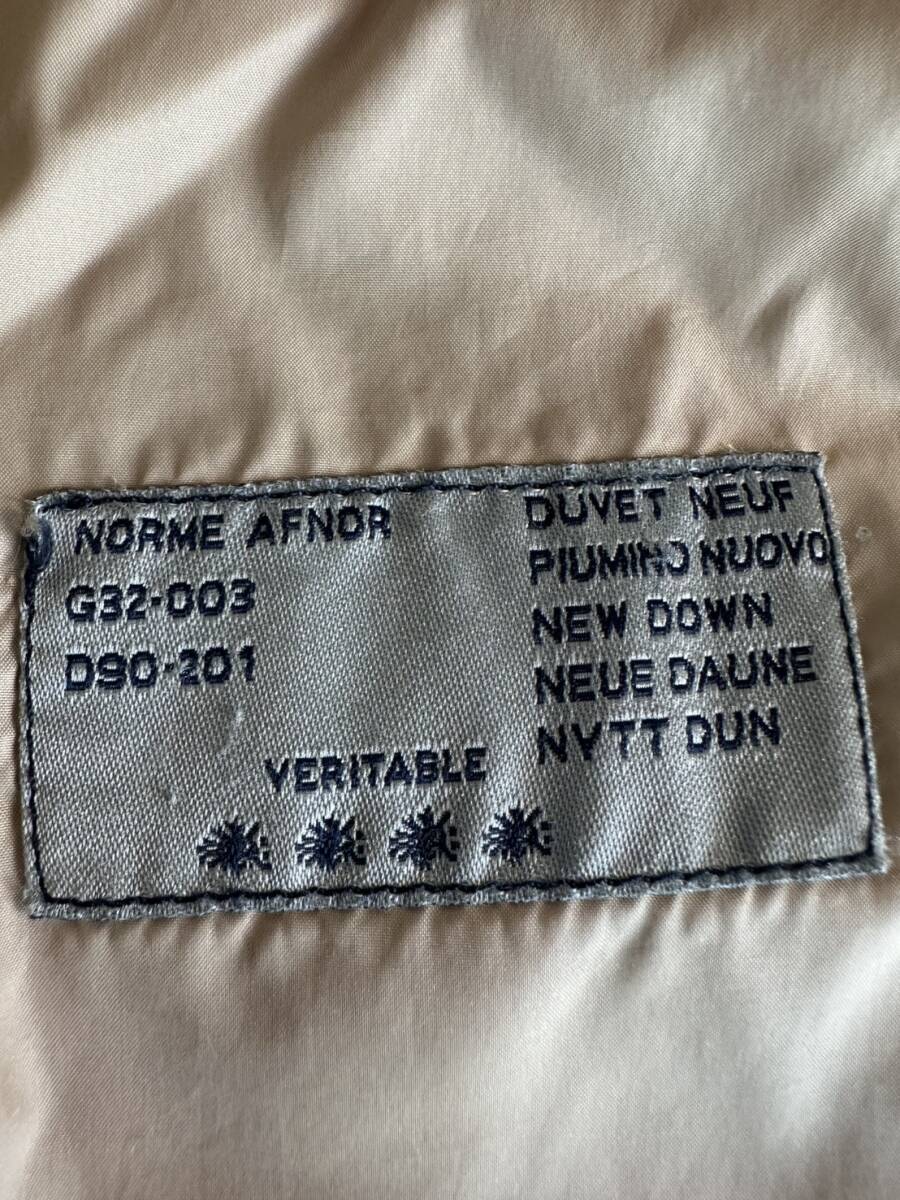 NORME AFNOR
G32-003
D90-201
DUVET NEUF
PIUMINO NUOVO
NEW DOWN
NEUE DAUNE
NYTT DUN
VERITABLE